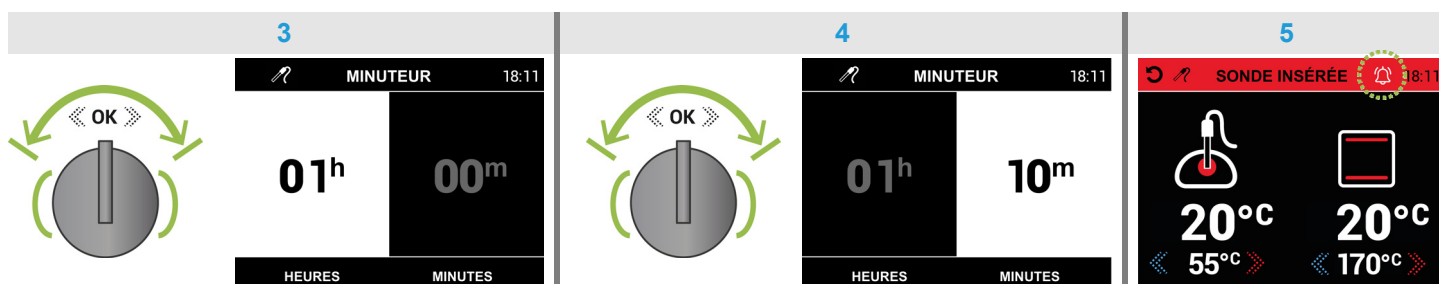 3
4
5
OK
MINUTEUR 18:11
01h 00m
HEURES MINUTES
OK
MINUTEUR 18:11
01h 10m
HEURES MINUTES
SONDE INSÉRÉE 18:11
20°C 20°C
55°C 170°C